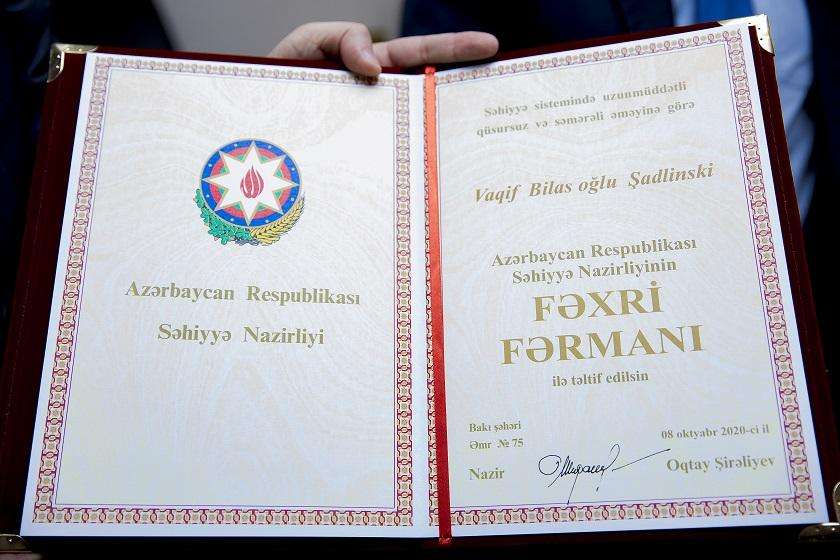 Azərbaycan Respublikası
Səhiyyə Nazirliyi
Səhiyyə sistemində uzunmüddətli
qüsursuz və səmərəli əməyinə görə
Vaqif Bilas oğlu Şadlinski
Azərbaycan Respublikası
Səhiyyə Nazirliyinin
FƏXRİ
FƏRMANI
ilə təltif edilsin
Bakı şəhəri
Əmr № 75
08 oktyabr 2020-ci il
Nazir
Oqtay Şirəliyev